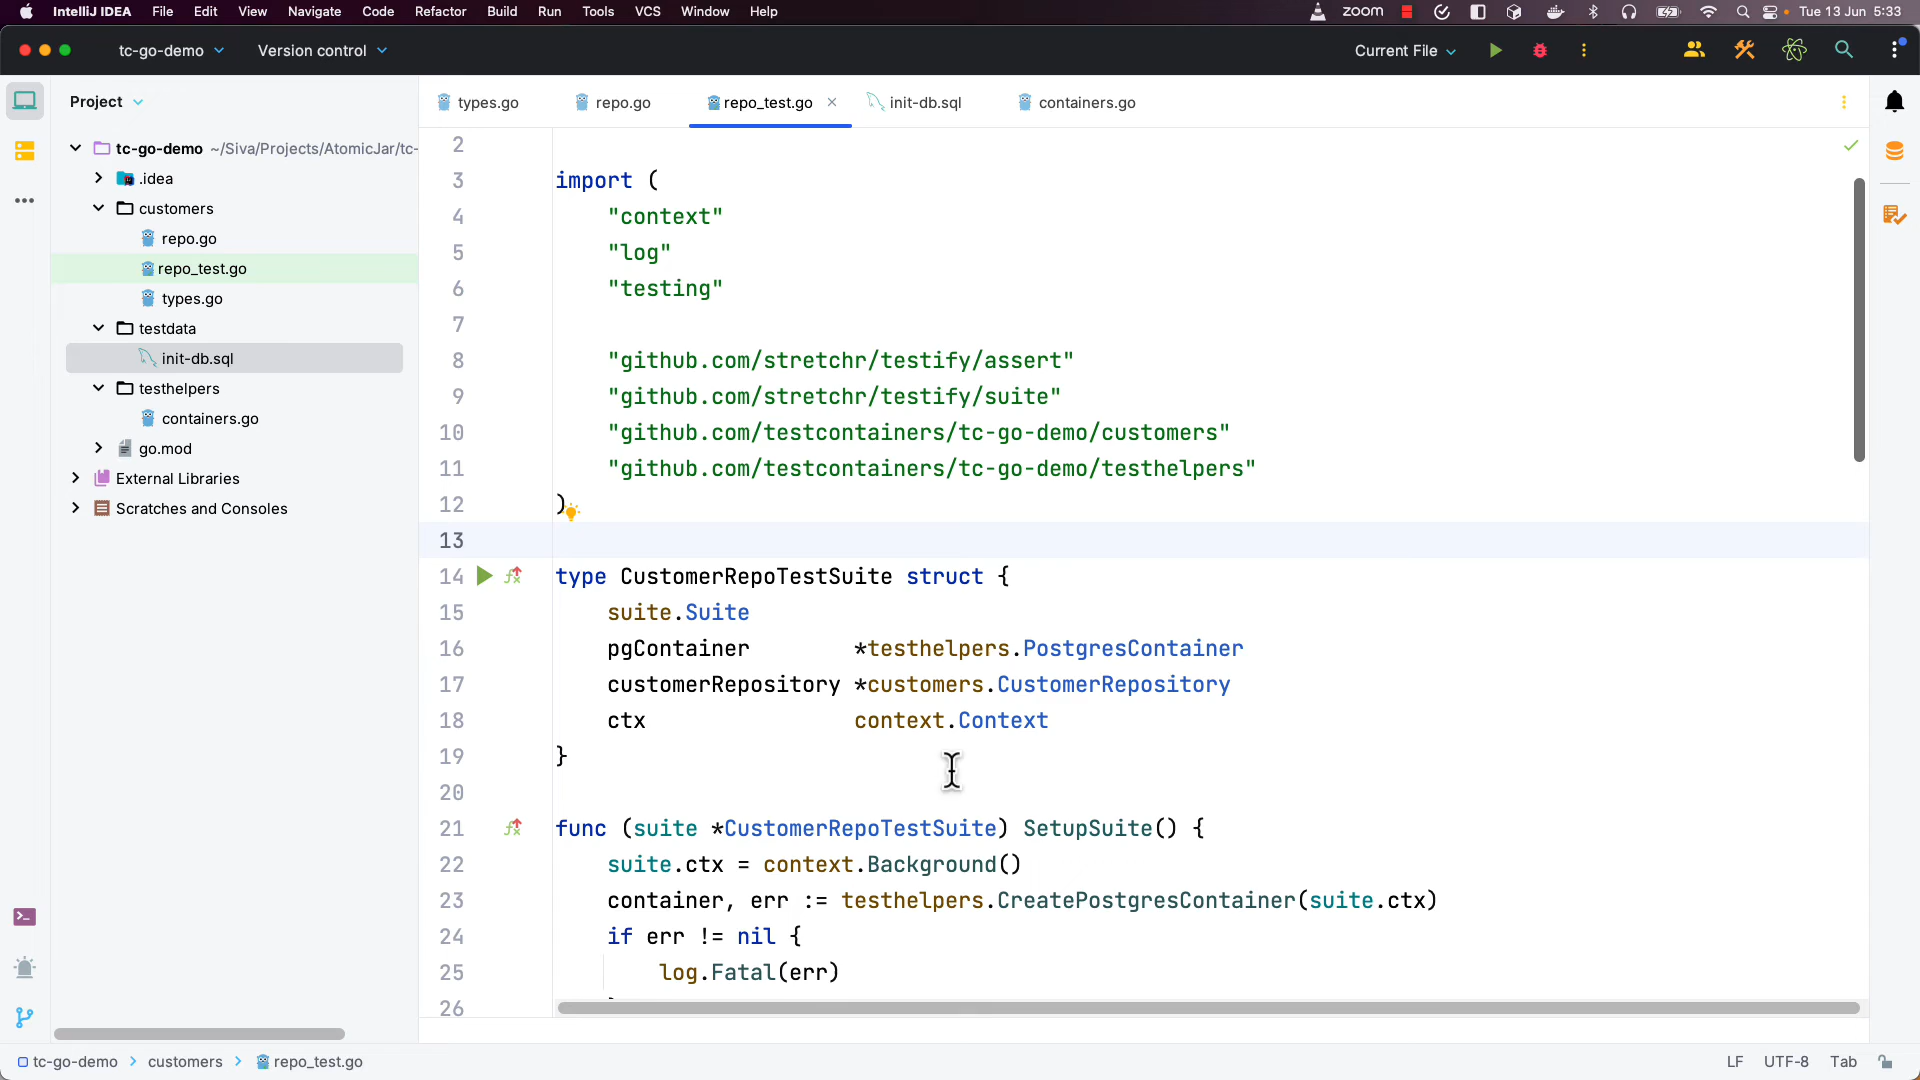 IntelliJ IDEA File Edit View Navigate Code Refactor Build Run Tools VCS Window Help zoom Tue 13 Jun 5:33
tc-go-demo Version control Current File
Project
types.go repo.go repo_test.go init-db.sql containers.go
tc-go-demo ~/Siva/Projects/AtomicJar/tc-
.idea
customers
repo.go
repo_test.go
types.go
testdata
init-db.sql
testhelpers
containers.go
go.mod
External Libraries
Scratches and Consoles
2
3 import (
4 "context"
5 "log"
6 "testing"
7
8 "github.com/stretchr/testify/assert"
9 "github.com/stretchr/testify/suite"
10 "github.com/testcontainers/tc-go-demo/customers"
11 "github.com/testcontainers/tc-go-demo/testhelpers"
12 )
13
14 type CustomerRepoTestSuite struct {
15 suite.Suite
16 pgContainer *testhelpers.PostgresContainer
17 customerRepository *customers.CustomerRepository
18 ctx context.Context
19 }
20
21 func (suite *CustomerRepoTestSuite) SetupSuite() {
22 suite.ctx = context.Background()
23 container, err := testhelpers.CreatePostgresContainer(suite.ctx)
24 if err != nil {
25 log.Fatal(err)
26
tc-go-demo customers repo_test.go LF UTF-8 Tab